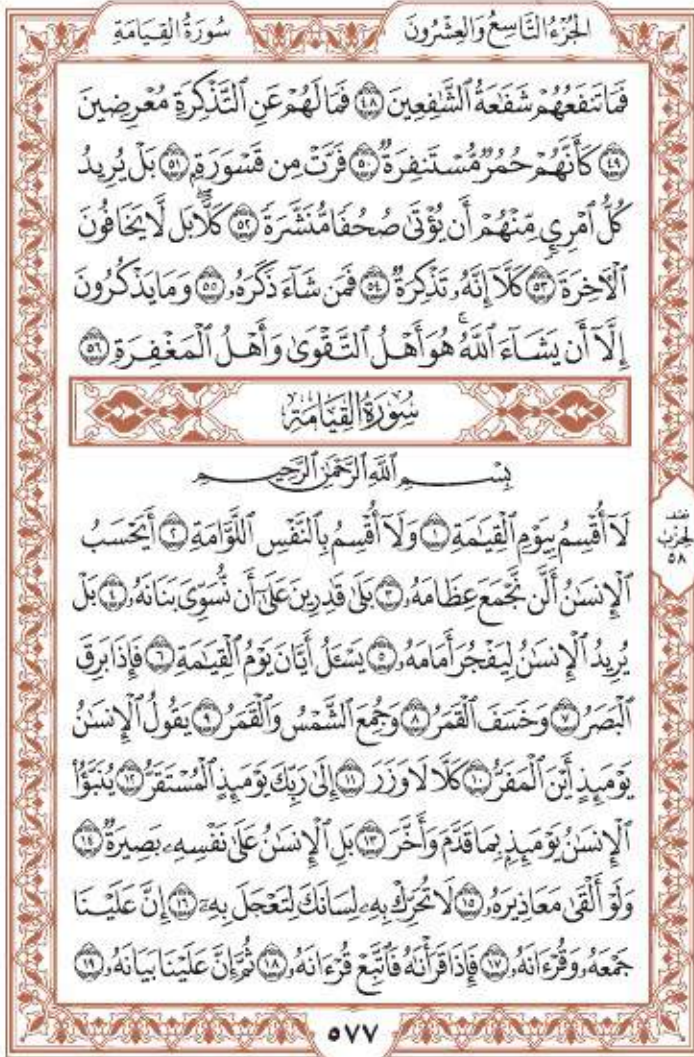 سُورَةُ القِيَامَةِ    الجُزْءُ التَّاسِعُ وَالعِشْرُونَ
فَمَا تَنفَعُهُمْ شَفَٰعَةُ ٱلشَّٰفِعِينَ ٤٨ فَمَا لَهُمْ عَنِ ٱلتَّذْكِرَةِ مُعْرِضِينَ
٤٩ كَأَنَّهُمْ حُمُرٌ مُّسْتَنفِرَةٌ ٥٠ فَرَّتْ مِن قَسْوَرَةِۭ ٥١ بَلْ يُرِيدُ
كُلُّ ٱمْرِئٍ مِّنْهُمْ أَن يُؤْتَىٰ صُحُفًا مُّنَشَّرَةً ٥٢ كَلَّاۖ بَل لَّا يَخَافُونَ
ٱلْأٓخِرَةَ ٥٣ كَلَّآ إِنَّهُۥ تَذْكِرَةٌ ٥٤ فَمَن شَآءَ ذَكَرَهُۥ ٥٥ وَمَا يَذْكُرُونَ
إِلَّآ أَن يَشَآءَ ٱللَّهُۚ هُوَ أَهْلُ ٱلتَّقْوَىٰ وَأَهْلُ ٱلْمَغْفِرَةِ ٥٦
سُورَةُ القِيَامَةِ
بِسْمِ ٱللَّهِ ٱلرَّحْمَٰنِ ٱلرَّحِيمِ
لَآ أُقْسِمُ بِيَوْمِ ٱلْقِيَٰمَةِ ١ وَلَآ أُقْسِمُ بِٱلنَّفْسِ ٱللَّوَّامَةِ ٢ أَيَحْسَبُ
ٱلْإِنسَٰنُ أَلَّن نَّجْمَعَ عِظَامَهُۥ ٣ بَلَىٰ قَٰدِرِينَ عَلَىٰٓ أَن نُّسَوِّيَ بَنَانَهُۥ ٤ بَلْ
يُرِيدُ ٱلْإِنسَٰنُ لِيَفْجُرَ أَمَامَهُۥ ٥ يَسْـَٔلُ أَيَّانَ يَوْمُ ٱلْقِيَٰمَةِ ٦ فَإِذَا بَرِقَ
ٱلْبَصَرُ ٧ وَخَسَفَ ٱلْقَمَرُ ٨ وَجُمِعَ ٱلشَّمْسُ وَٱلْقَمَرُ ٩ يَقُولُ ٱلْإِنسَٰنُ
يَوْمَئِذٍ أَيْنَ ٱلْمَفَرُّ ١٠ كَلَّا لَا وَزَرَ ١١ إِلَىٰ رَبِّكَ يَوْمَئِذٍ ٱلْمُسْتَقَرُّ ١٢ يُنَبَّؤُا۟
ٱلْإِنسَٰنُ يَوْمَئِذٍۭ بِمَا قَدَّمَ وَأَخَّرَ ١٣ بَلِ ٱلْإِنسَٰنُ عَلَىٰ نَفْسِهِۦ بَصِيرَةٌ ١٤
وَلَوْ أَلْقَىٰ مَعَاذِيرَهُۥ ١٥ لَا تُحَرِّكْ بِهِۦ لِسَانَكَ لِتَعْجَلَ بِهِۦٓ ١٦ إِنَّ عَلَيْنَا
جَمْعَهُۥ وَقُرْءَانَهُۥ ١٧ فَإِذَا قَرَأْنَٰهُ فَٱتَّبِعْ قُرْءَانَهُۥ ١٨ ثُمَّ إِنَّ عَلَيْنَا بَيَانَهُۥ ١٩
نصف
الحزب
٥٨
٥٧٧